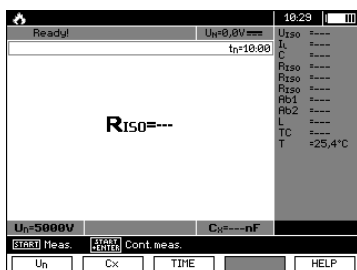 10:29
Ready! UN=0,0V
tn=10:00
RISO=---
UISO =---
IL =---
C =---
RISO =---
RISO =---
RISO =---
Ab1 =---
Ab2 =---
L =---
TC =---
T =25,4°C
Un=5000V CX=---nF
START Meas. START +ENTER Cont. meas.
Un CX TIME HELP